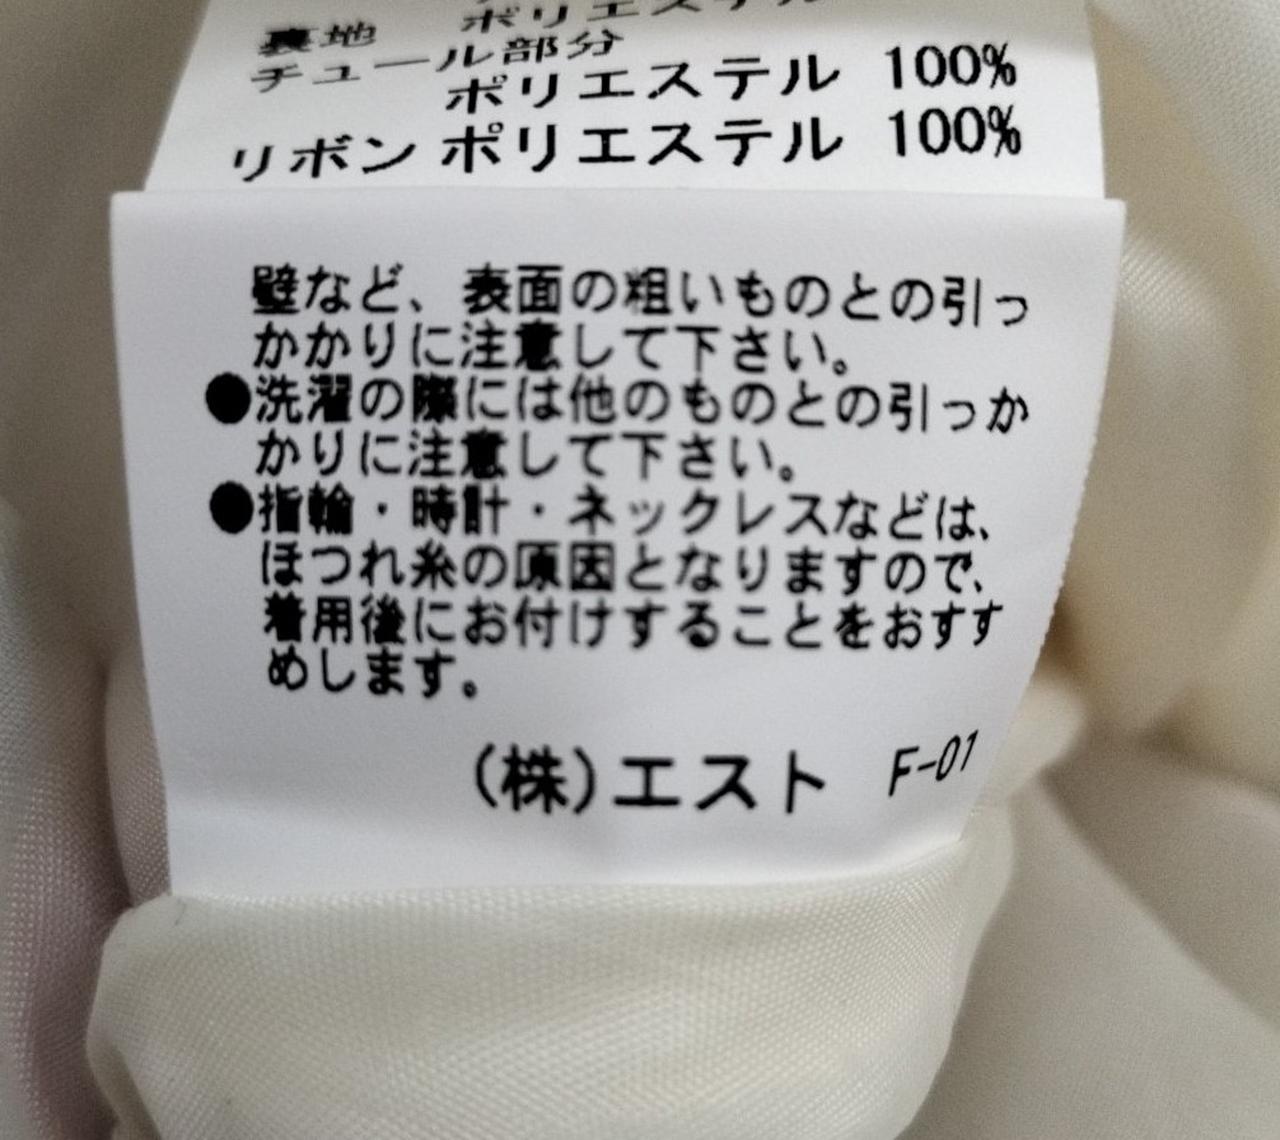 裏地 ポリエステル
チュール部分
ポリエステル 100%
リボン ポリエステル 100%
壁など、表面の粗いものとの引っ
かかりに注意して下さい。
●洗濯の際には他のものとの引っか
かりに注意して下さい。
●指輪・時計・ネックレスなどは、
ほつれ糸の原因となりますので、
着用後にお付けすることをおすす
めします。
(株)エスト F-01